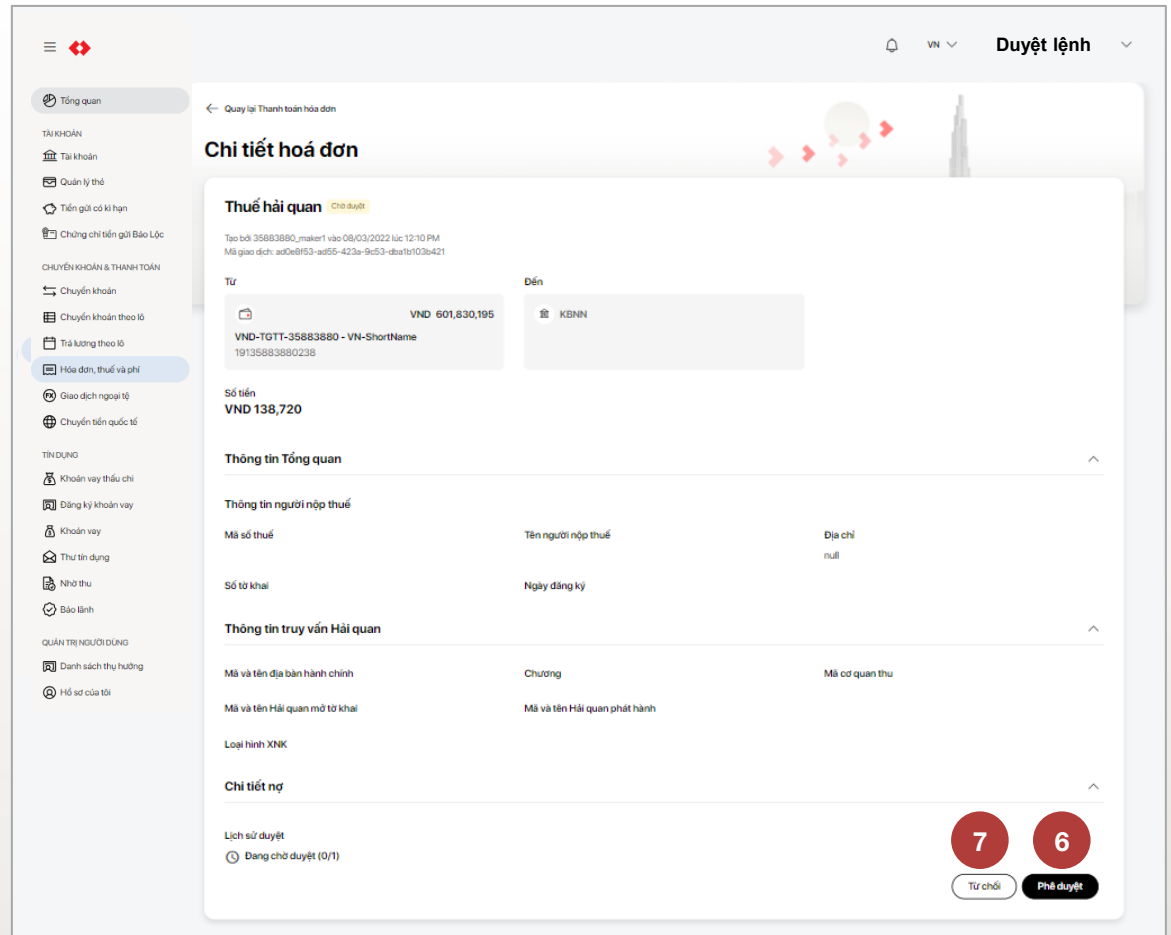 VN
Duyệt lệnh
Tổng quan
TÀI KHOẢN
Tài khoản
Quản lý thẻ
Tiền gửi có kì hạn
Chứng chỉ tiền gửi Bảo Lộc
CHUYỂN KHOẢN & THANH TOÁN
Chuyển khoản
Chuyển khoản theo lô
Trả lương theo lô
Hóa đơn, thuế và phí
FX
Giao dịch ngoại tệ
Chuyển tiền quốc tế
TÍN DỤNG
Khoản vay thấu chi
Đăng ký khoản vay
Khoản vay
Thư tín dụng
Nhờ thu
Bảo lãnh
QUẢN TRỊ NGƯỜI DÙNG
Danh sách thụ hưởng
Hồ sơ của tôi
Quay lại Thanh toán hóa đơn
Chi tiết hoá đơn
Thuế hải quan Chờ duyệt
Tạo bởi 35883880_maker1 vào 08/03/2022 lúc 12:10 PM
Mã giao dịch: ad0e8f53-ad55-423a-9c53-dba1b103b421
Từ
Đến
VND 601,830,195
VND-TGTT-35883880 - VN-ShortName
19135883880238
KBNN
Số tiền
VND 138,720
Thông tin Tổng quan
Thông tin người nộp thuế
Mã số thuế
Tên người nộp thuế
Địa chỉ
null
Số tờ khai
Ngày đăng ký
Thông tin truy vấn Hải quan
Mã và tên địa bàn hành chính
Chương
Mã cơ quan thu
Mã và tên Hải quan mở tờ khai
Mã và tên Hải quan phát hành
Loại hình XNK
Chi tiết nợ
Lịch sử duyệt
Đang chờ duyệt (0/1)
7
6
Từ chối
Phê duyệt